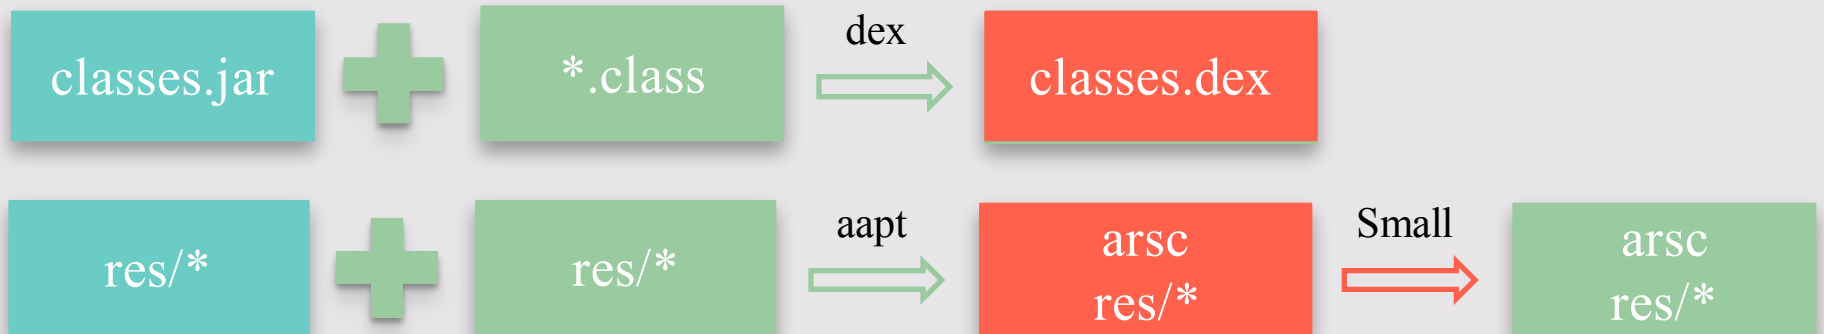 classes.jar
*.class
dex
classes.dex
res/*
res/*
aapt
arsc
res/*
Small
arsc
res/*